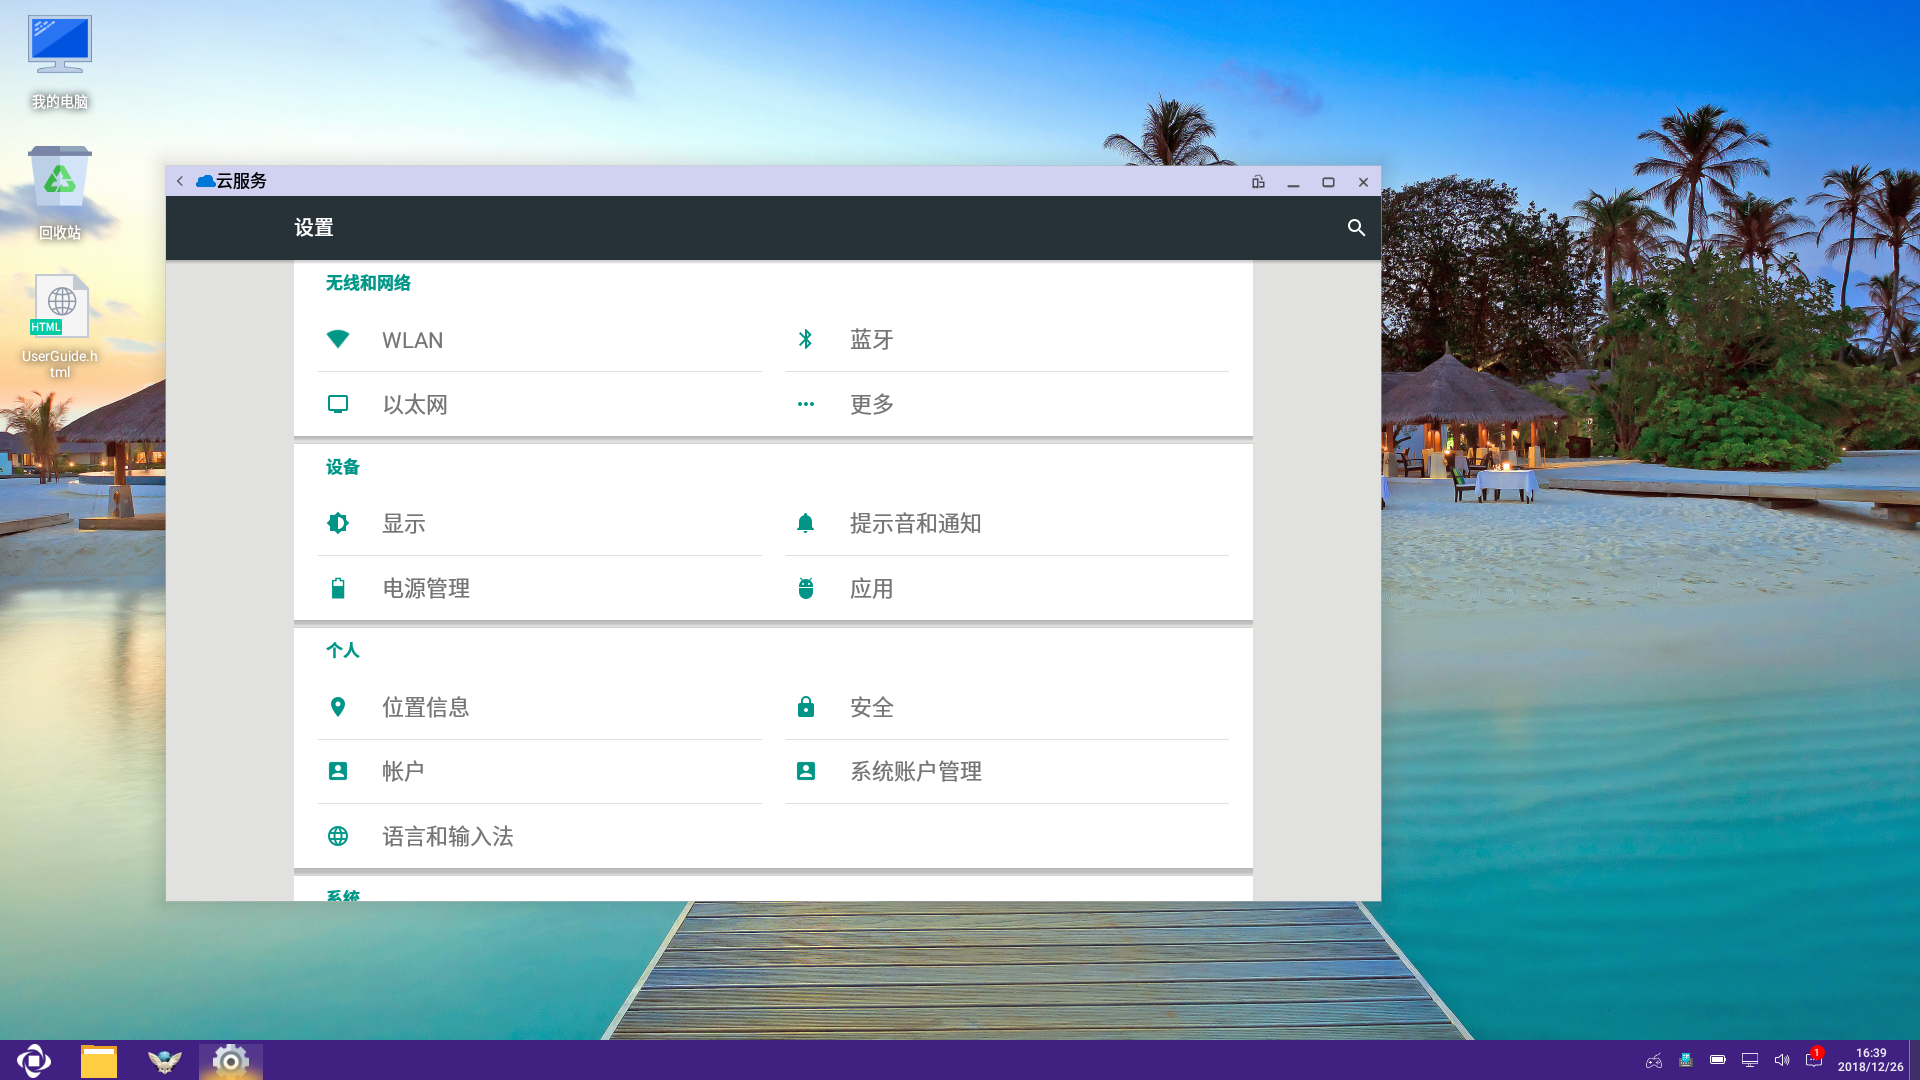 我的电脑
回收站
HTML
UserGuide.h
tml
云服务
设置
无线和网络
WLAN
蓝牙
以太网
更多
设备
显示
提示音和通知
电源管理
应用
个人
位置信息
安全
帐户
系统账户管理
语言和输入法
系统
1
16:39
2018/12/26